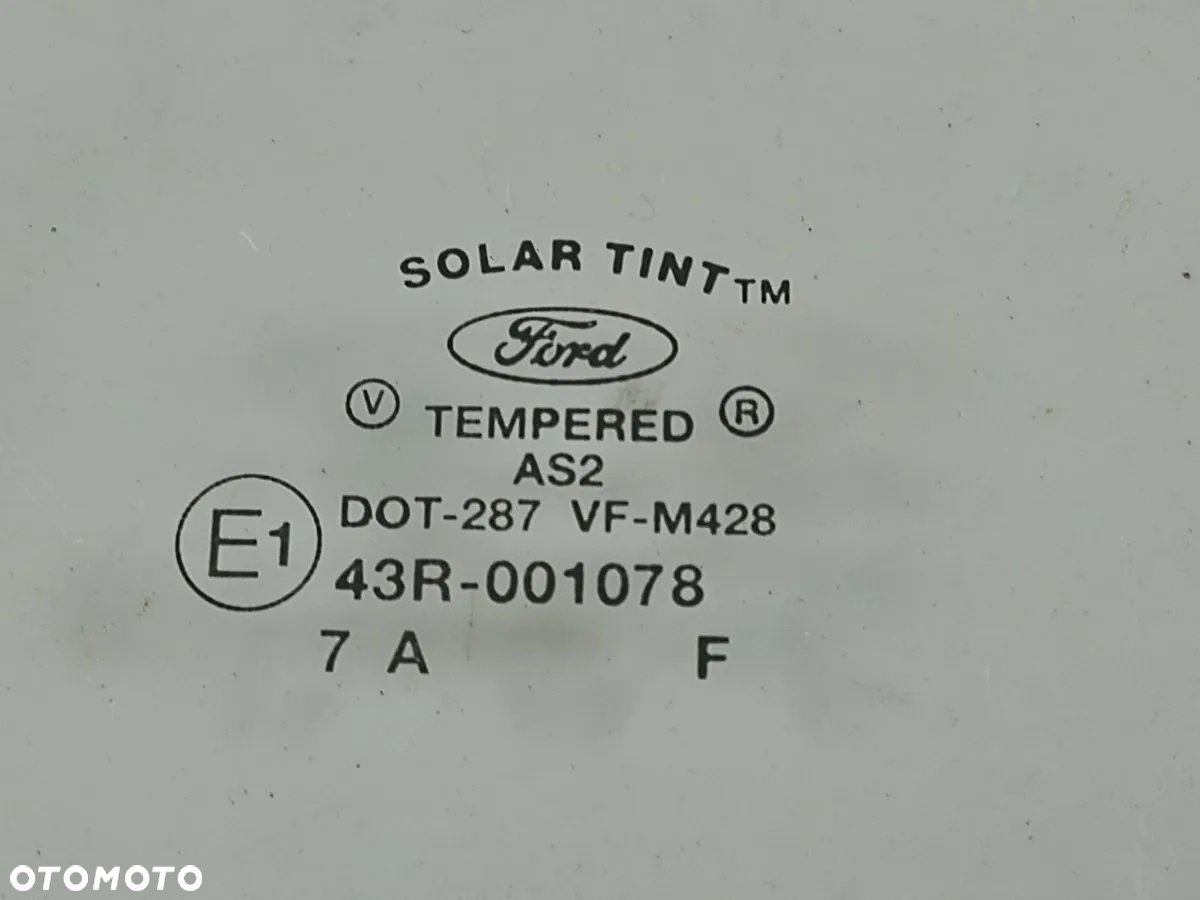 SOLAR TINT™
Ford
V TEMPERED ®
AS2
DOT-287 VF-M428
E1 43R-001078
7 A F
OTOMOTO